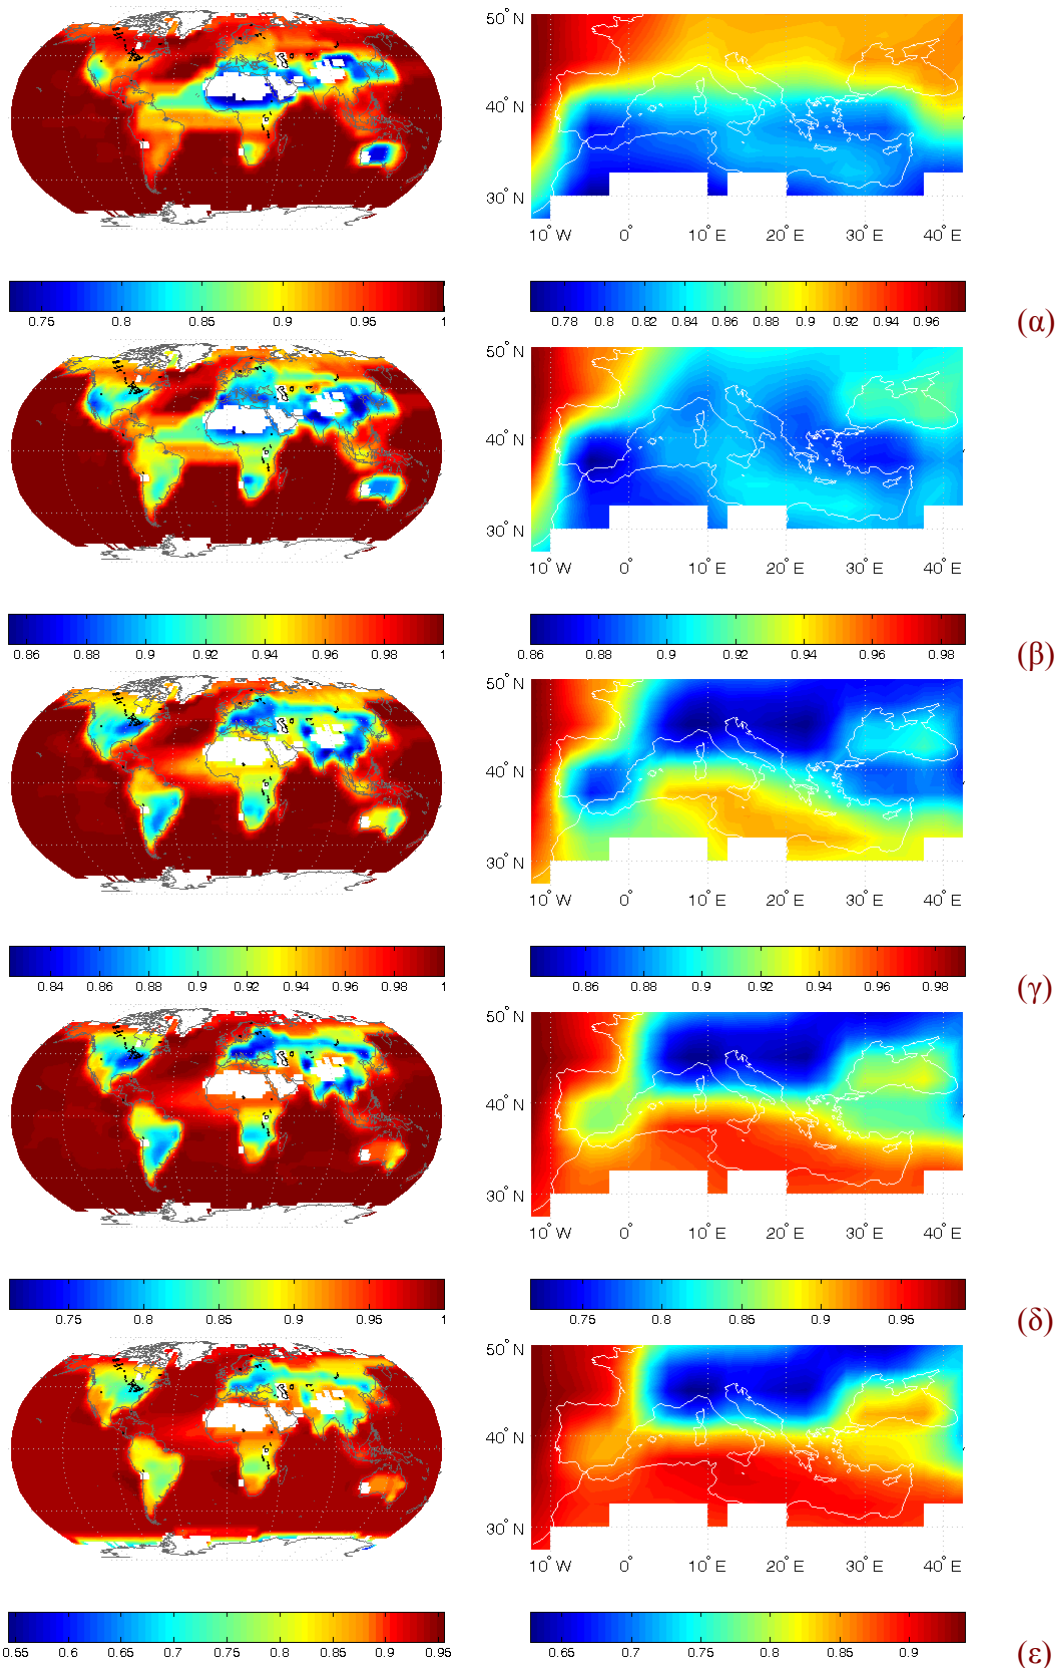 50° N
40° N
30° N
10° W 0° 10° E 20° E 30° E 40° E
0.75 0.8 0.85 0.9 0.95 1
0.78 0.8 0.82 0.84 0.86 0.88 0.9 0.92 0.94 0.96
(α)
50° N
40° N
30° N
10° W 0° 10° E 20° E 30° E 40° E
0.86 0.88 0.9 0.92 0.94 0.96 0.98 1
0.86 0.88 0.9 0.92 0.94 0.96 0.98
(β)
50° N
40° N
30° N
10° W 0° 10° E 20° E 30° E 40° E
0.84 0.86 0.88 0.9 0.92 0.94 0.96 0.98 1
0.86 0.88 0.9 0.92 0.94 0.96 0.98
(γ)
50° N
40° N
30° N
10° W 0° 10° E 20° E 30° E 40° E
0.75 0.8 0.85 0.9 0.95 1
0.75 0.8 0.85 0.9 0.95
(δ)
50° N
40° N
30° N
10° W 0° 10° E 20° E 30° E 40° E
0.55 0.6 0.65 0.7 0.75 0.8 0.85 0.9 0.95
0.65 0.7 0.75 0.8 0.85 0.9
(ε)